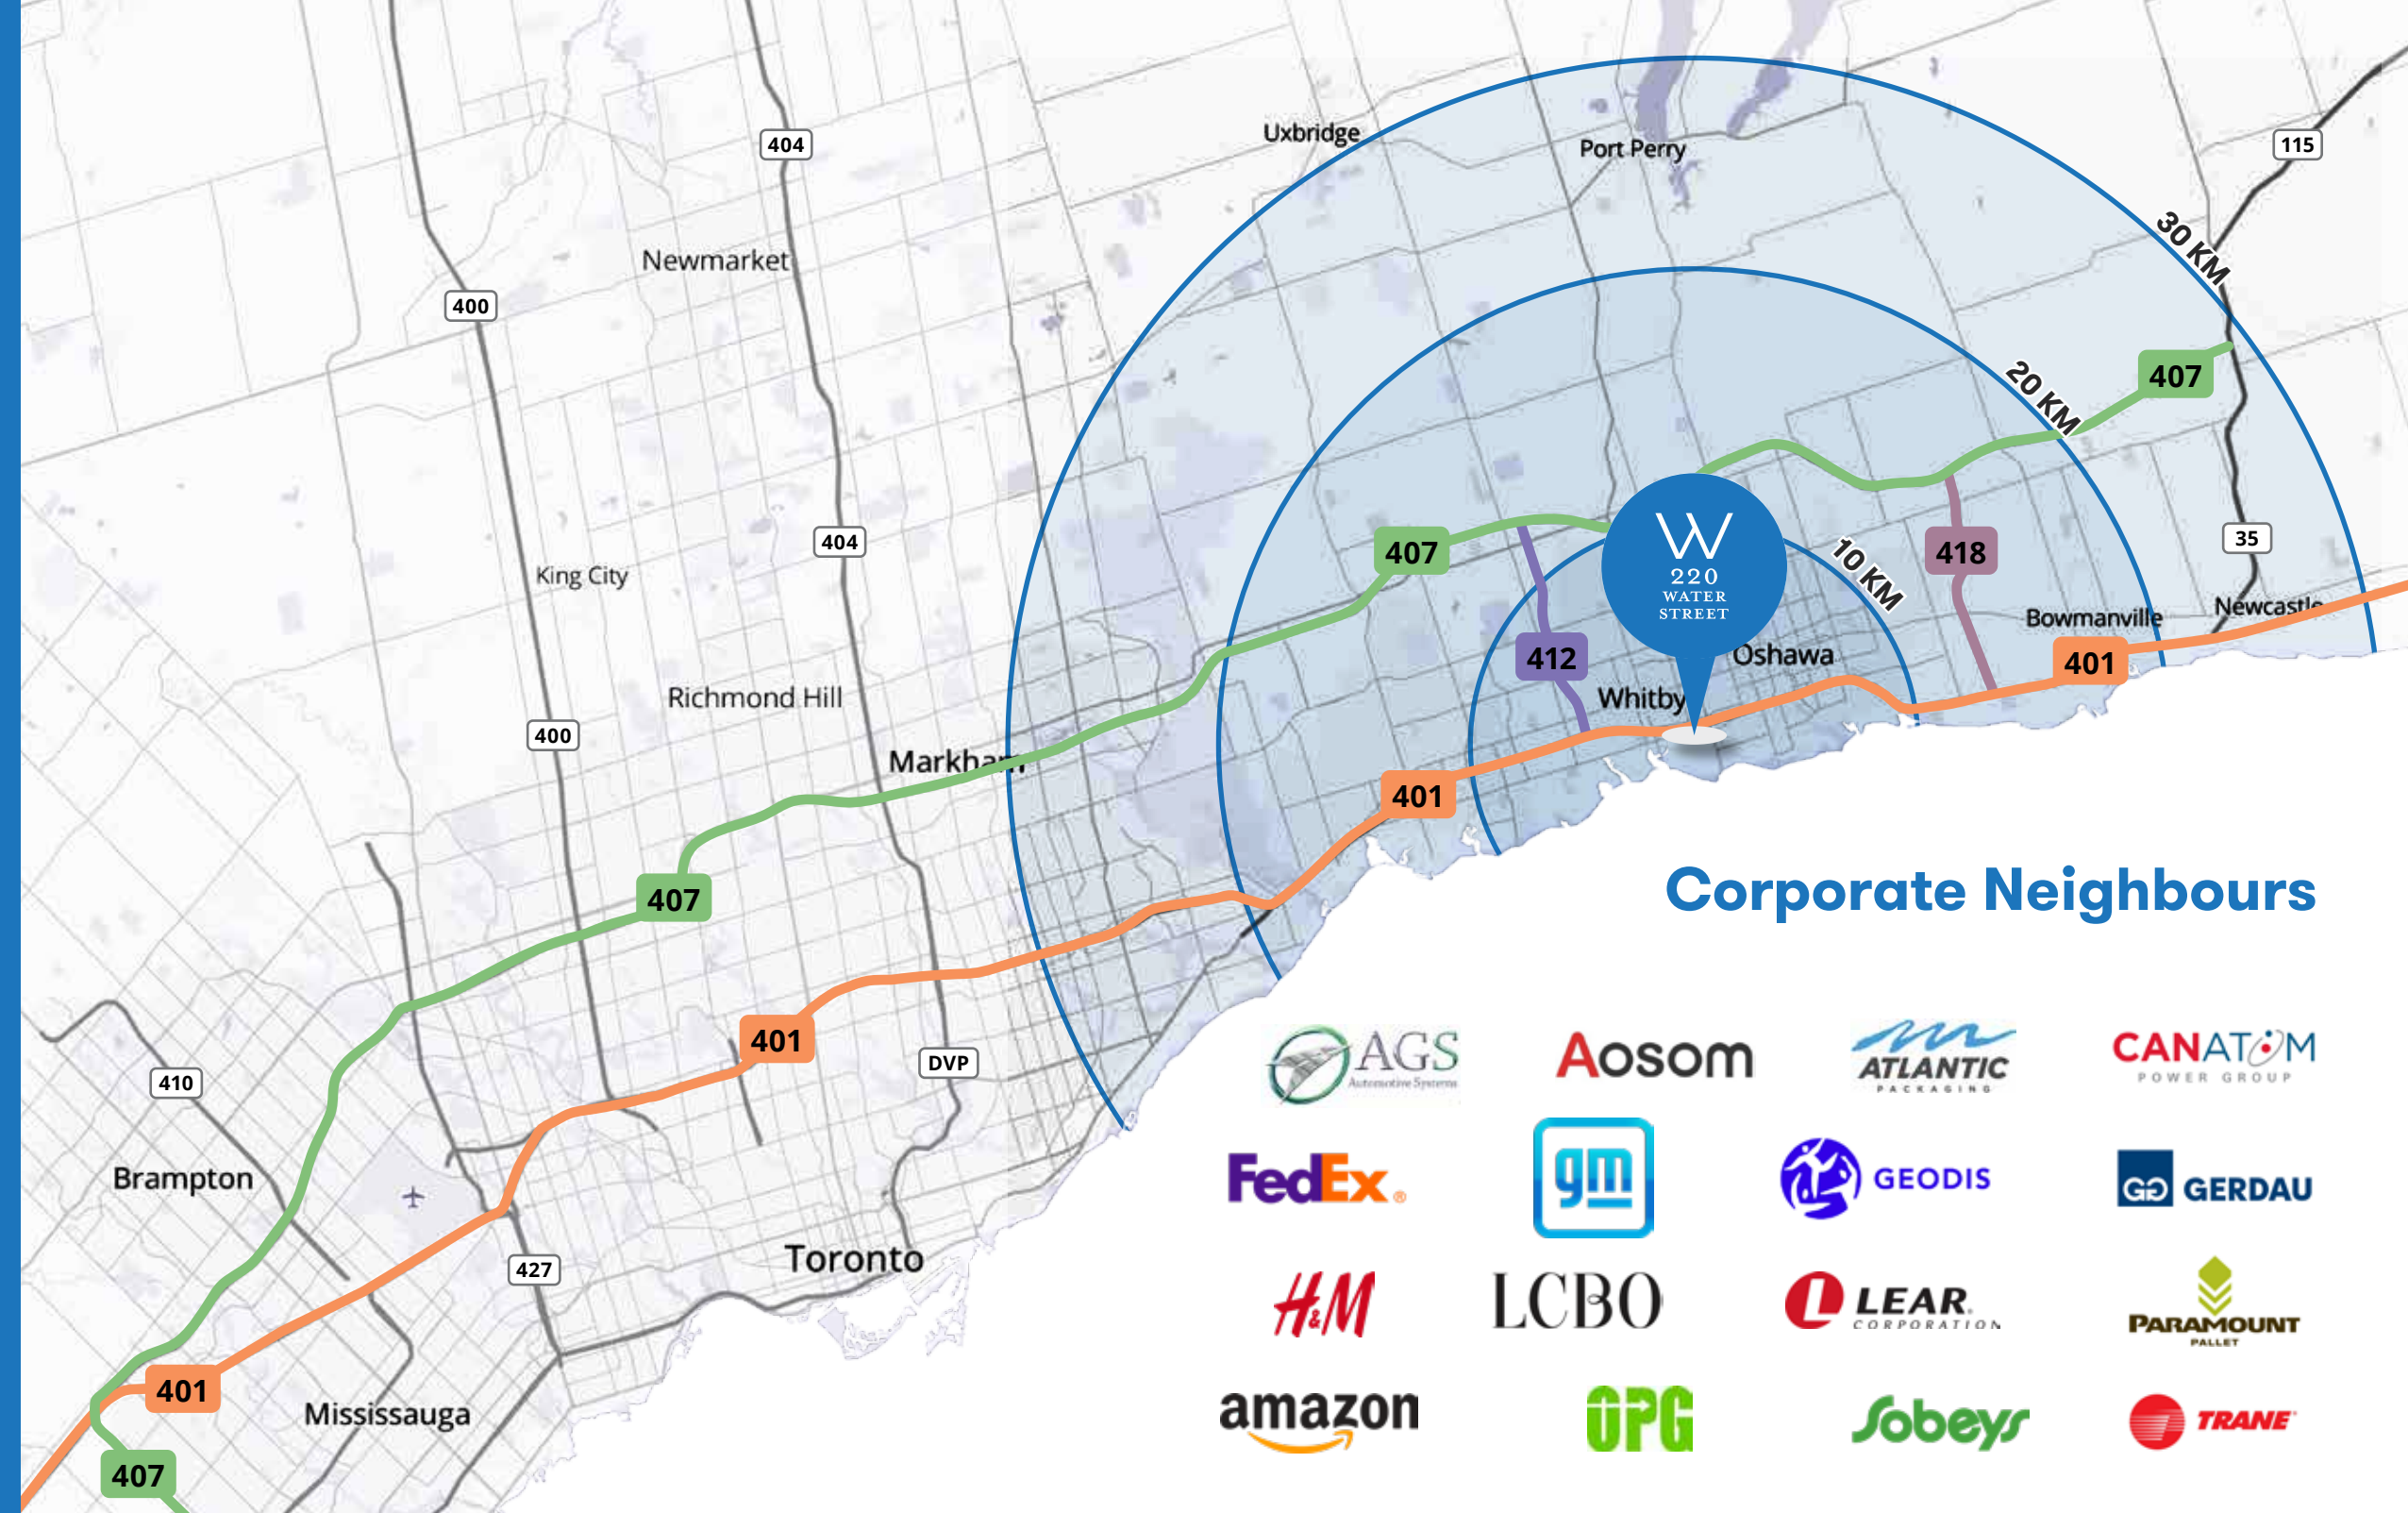 Uxbridge
Port Perry
404
115
30 KM
Newmarket
400
407
20 KM
407
W
220
WATER
STREET
10 KM
418
35
404
King City
Newcastle
Bowmanville
412
Oshawa
401
Whitby
Richmond Hill
400
Markham
401
407
401
DVP
410
Brampton
427
Toronto
401
Mississauga
407
Corporate Neighbours
AGS
Automotive Systems
Aosom
ATLANTIC
PACKAGING
CANATOM
POWER GROUP
FedEx®
gm
GEODIS
GG GERDAU
H&M
LCBO
L LEAR.
CORPORATION
PARAMOUNT
PALLET
amazon
OPG
Sobeys
TRANE